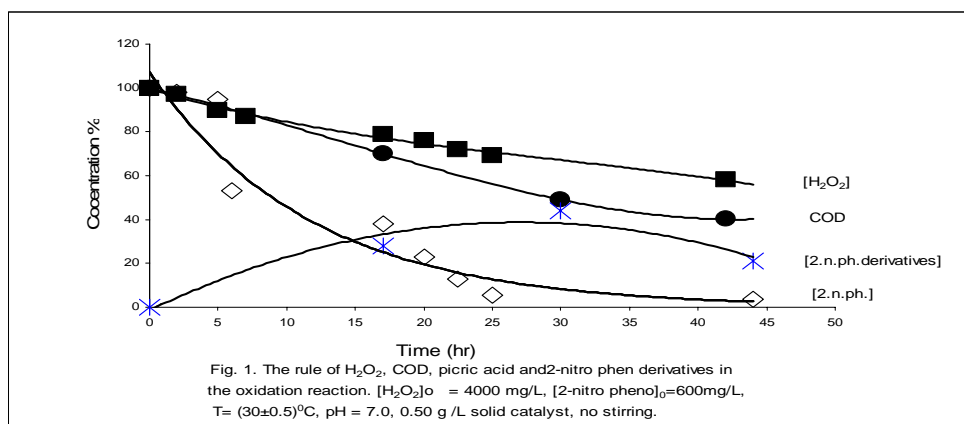 120
100
80
60
40
20
0
Cocentration %
0 5 10 15 20 25 30 35 40 45 50
Time (hr)
[H₂O₂]
COD
[2.n.ph.derivatives]
[2.n.ph.]
Fig. 1. The rule of H₂O₂, COD, picric acid and2-nitro phen derivatives in
the oxidation reaction. [H₂O₂]o = 4000 mg/L, [2-nitro pheno]₀=600mg/L,
T= (30±0.5)⁰C, pH = 7.0, 0.50 g /L solid catalyst, no stirring.